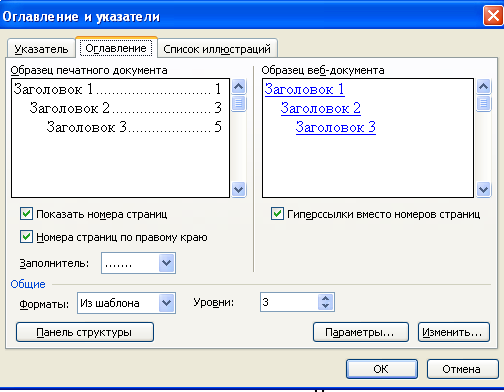 Оглавление и указатели
Указатель Оглавление Список иллюстраций
Образец печатного документа Образец веб-документа
Заголовок 1 ........................ 1
Заголовок 2 .................... 3
Заголовок 3 ................ 5
Заголовок 1
Заголовок 2
Заголовок 3
Показать номера страниц Гиперссылки вместо номеров страниц
Номера страниц по правому краю
Заполнитель: .......
Общие
Форматы: Из шаблона Уровни: 3
Панель структуры Параметры... Изменить...
ОК Отмена